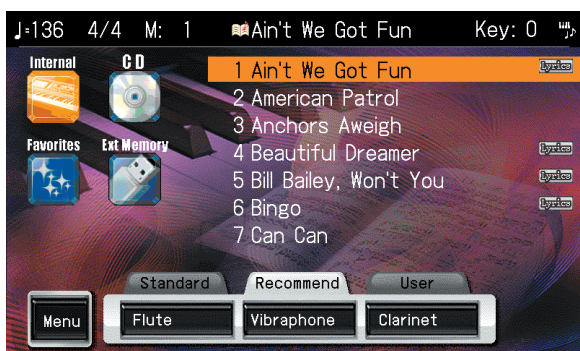 ♩=136 4/4 M: 1 Ain't We Got Fun Key: 0
Internal CD
Favorites Ext Memory
1 Ain't We Got Fun Lyrics
2 American Patrol
3 Anchors Aweigh
4 Beautiful Dreamer Lyrics
5 Bill Bailey, Won't You Lyrics
6 Bingo Lyrics
7 Can Can
Standard Recommend User
Menu Flute Vibraphone Clarinet